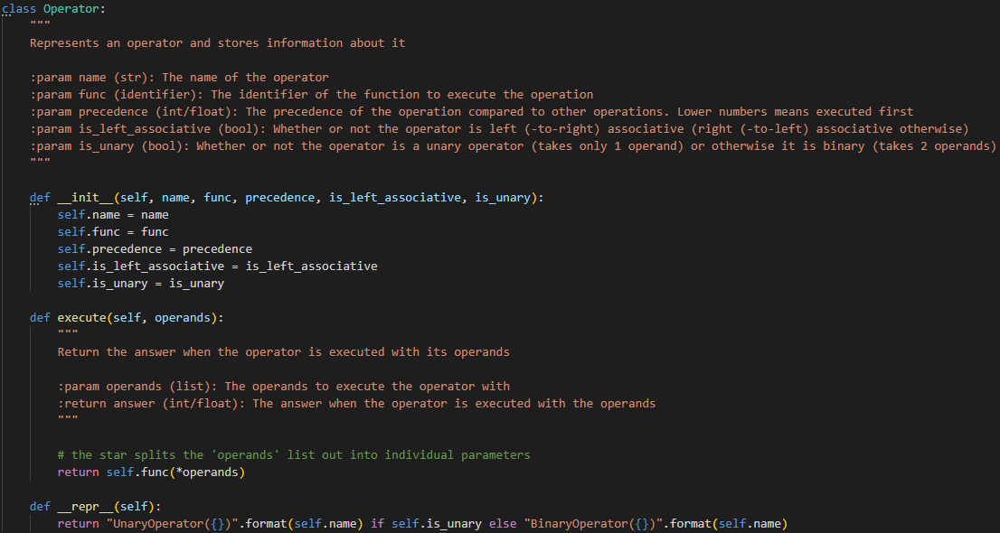 class Operator:
    """
    Represents an operator and stores information about it

    :param name (str): The name of the operator
    :param func (identifier): The identifier of the function to execute the operation
    :param precedence (int/float): The precedence of the operation compared to other operations. Lower numbers means executed first
    :param is_left_associative (bool): Whether or not the operator is left (-to-right) associative (right (-to-left) associative otherwise)
    :param is_unary (bool): Whether or not the operator is a unary operator (takes only 1 operand) or otherwise it is binary (takes 2 operands)
    """

    def __init__(self, name, func, precedence, is_left_associative, is_unary):
        self.name = name
        self.func = func
        self.precedence = precedence
        self.is_left_associative = is_left_associative
        self.is_unary = is_unary

    def execute(self, operands):
        """
        Return the answer when the operator is executed with its operands

        :param operands (list): The operands to execute the operator with
        :return answer (int/float): The answer when the operator is executed with the operands
        """

        # the star splits the 'operands' list out into individual parameters
        return self.func(*operands)

    def __repr__(self):
        return "UnaryOperator({})".format(self.name) if self.is_unary else "BinaryOperator({})".format(self.name)